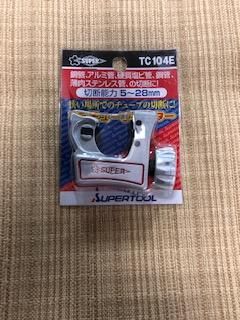 SUPER TC104E
銅管、アルミ管、硬質塩ビ管、鋼管、
薄肉ステンレス管、の切断に!
切断能力 5〜28mm
狭い場所でのチューブの切断に!
SUPER
SUPERTOOL